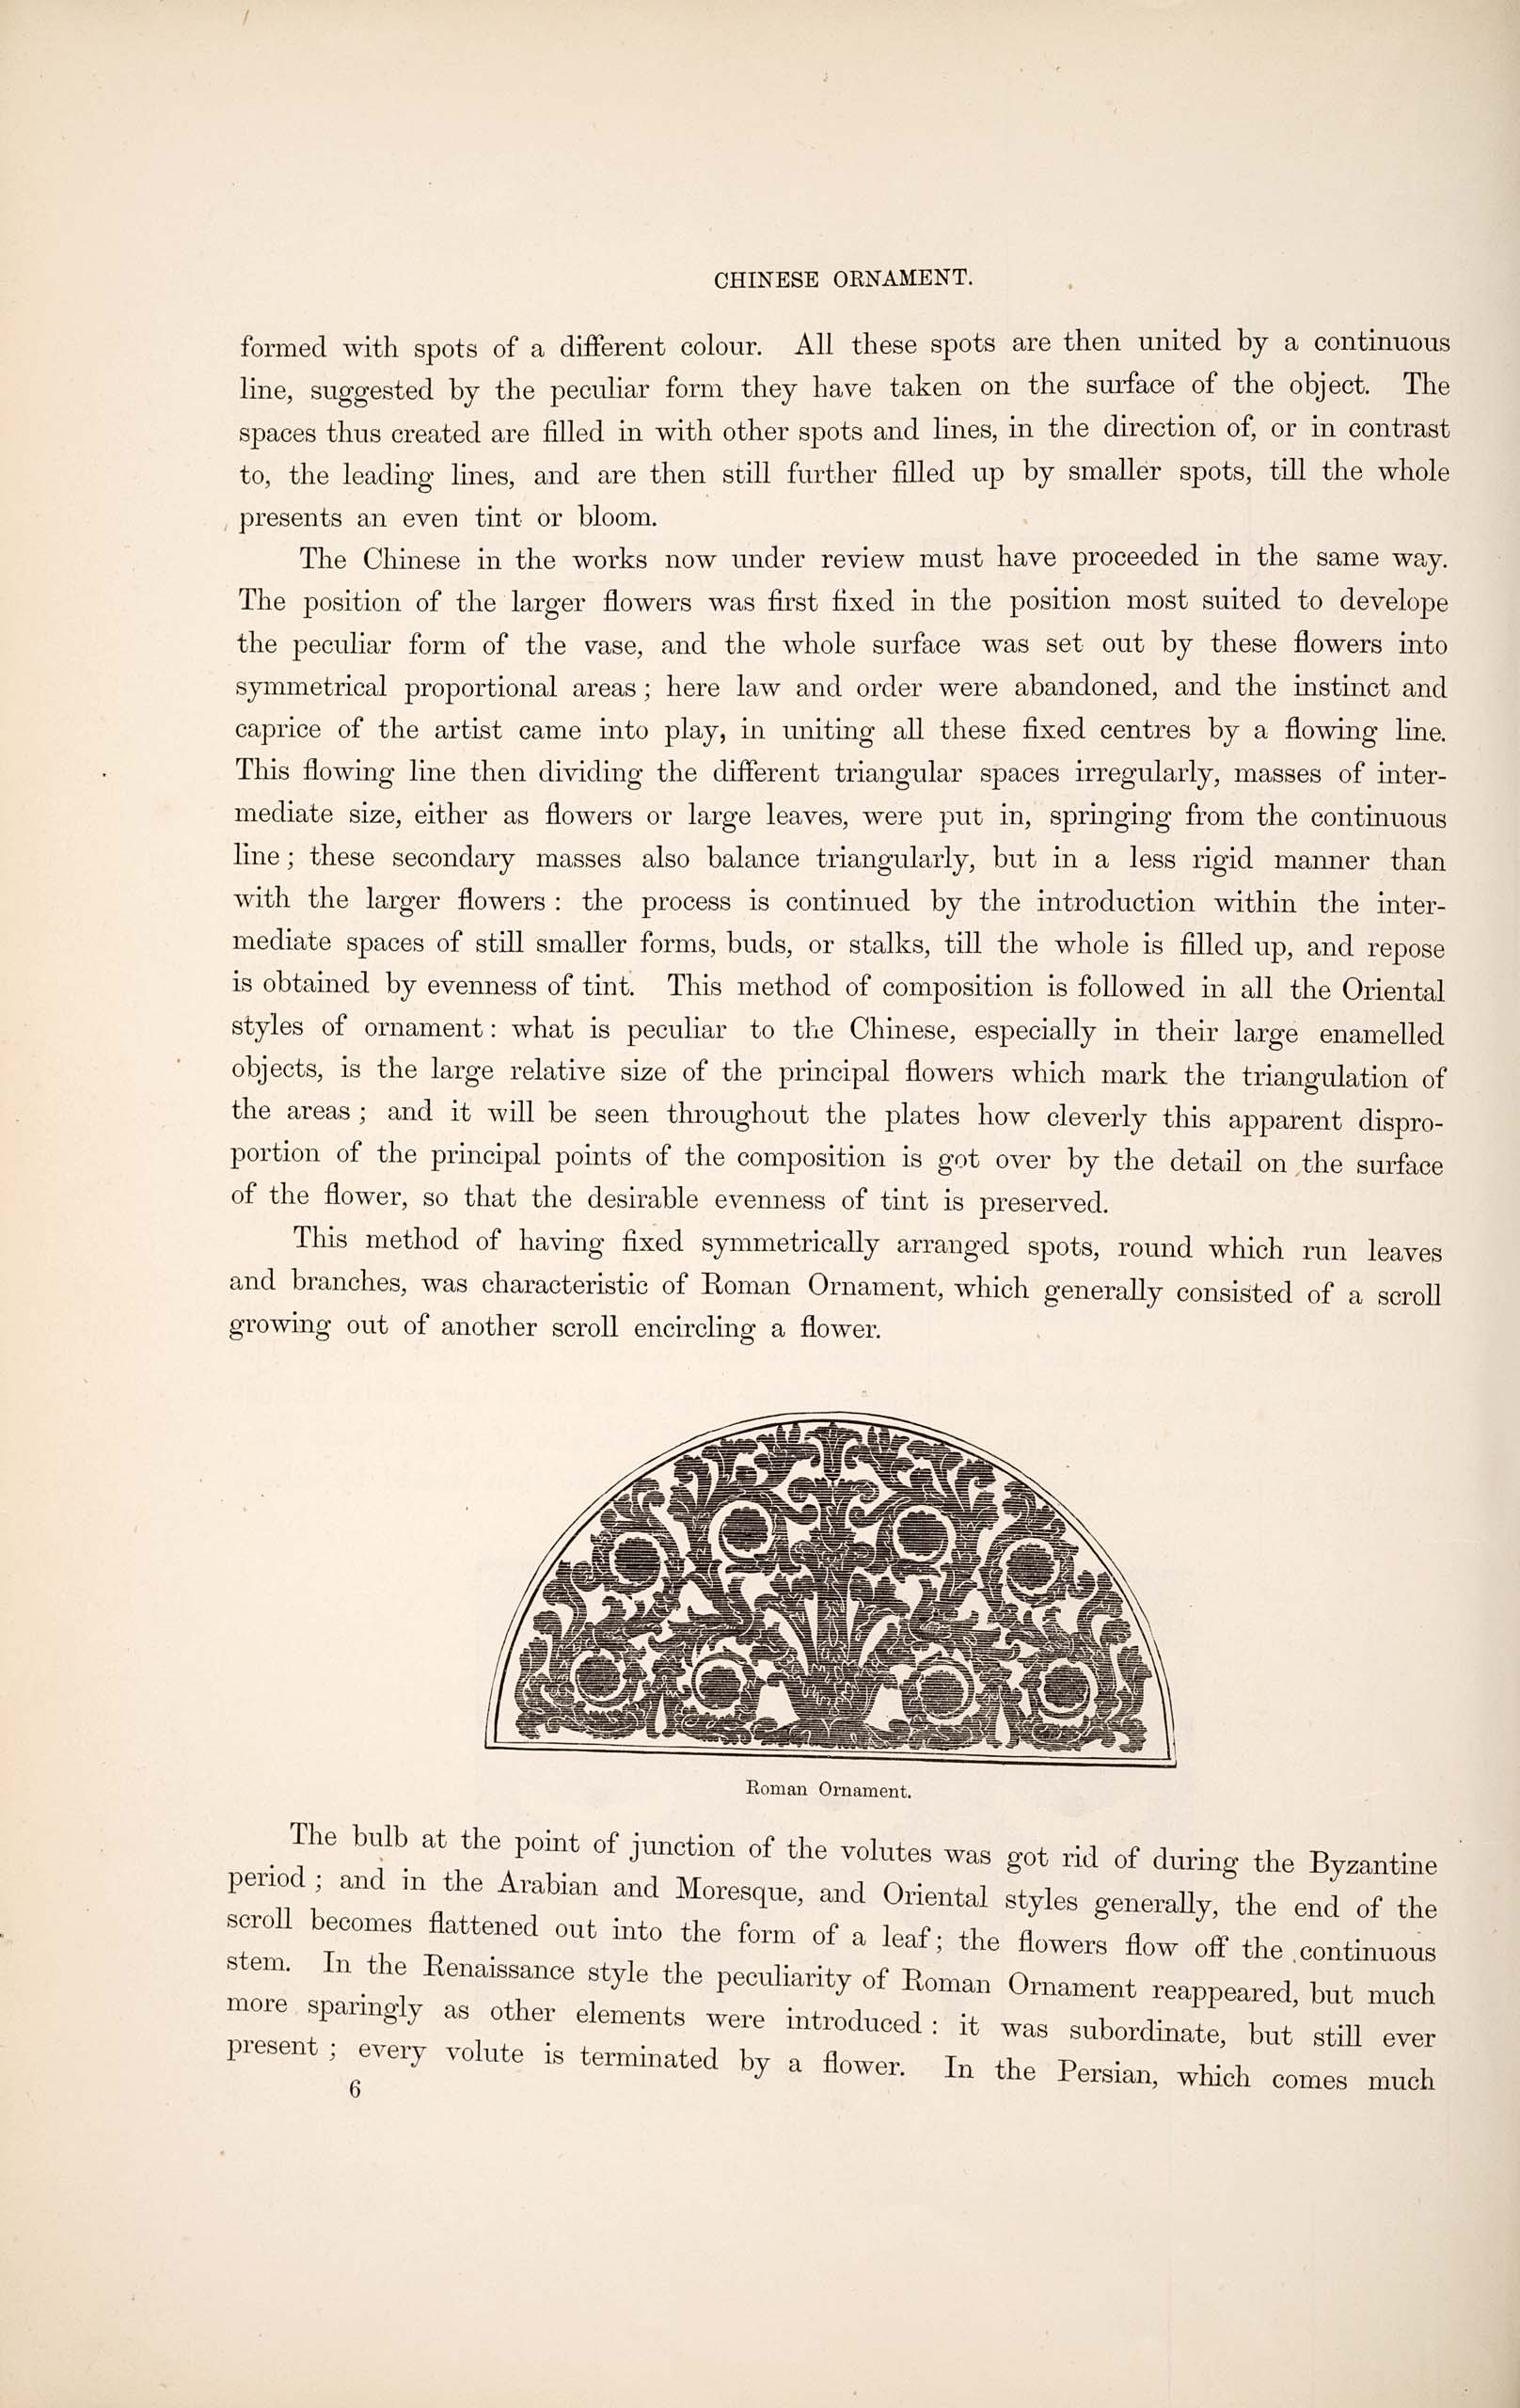 CHINESE ORNAMENT.
formed with spots of a different colour. All these spots are then united by a continuous
line, suggested by the peculiar form they have taken on the surface of the object. The
spaces thus created are filled in with other spots and lines, in the direction of, or in contrast
to, the leading lines, and are then still further filled up by smaller spots, till the whole
presents an even tint or bloom.
The Chinese in the works now under review must have proceeded in the same way.
The position of the larger flowers was first fixed in the position most suited to develope
the peculiar form of the vase, and the whole surface was set out by these flowers into
symmetrical proportional areas ; here law and order were abandoned, and the instinct and
caprice of the artist came into play, in uniting all these fixed centres by a flowing line.
This flowing line then dividing the different triangular spaces irregularly, masses of inter-
mediate size, either as flowers or large leaves, were put in, springing from the continuous
line ; these secondary masses also balance triangularly, but in a less rigid manner than
with the larger flowers : the process is continued by the introduction within the inter-
mediate spaces of still smaller forms, buds, or stalks, till the whole is filled up, and repose
is obtained by evenness of tint. This method of composition is followed in all the Oriental
styles of ornament : what is peculiar to the Chinese, especially in their large enamelled
objects, is the large relative size of the principal flowers which mark the triangulation of
the areas ; and it will be seen throughout the plates how cleverly this apparent dispro-
portion of the principal points of the composition is got over by the detail on the surface
of the flower, so that the desirable evenness of tint is preserved.
This method of having fixed symmetrically arranged spots, round which run leaves
and branches, was characteristic of Roman Ornament, which generally consisted of a scroll
growing out of another scroll encircling a flower.
Roman Ornament.
The bulb at the point of junction of the volutes was got rid of during the Byzantine
period ; and in the Arabian and Moresque, and Oriental styles generally, the end of the
scroll becomes flattened out into the form of a leaf ; the flowers flow off the continuous
stem. In the Renaissance style the peculiarity of Roman Ornament reappeared, but much
more sparingly as other elements were introduced : it was subordinate, but still ever
present ; every volute is terminated by a flower. In the Persian, which comes much
6